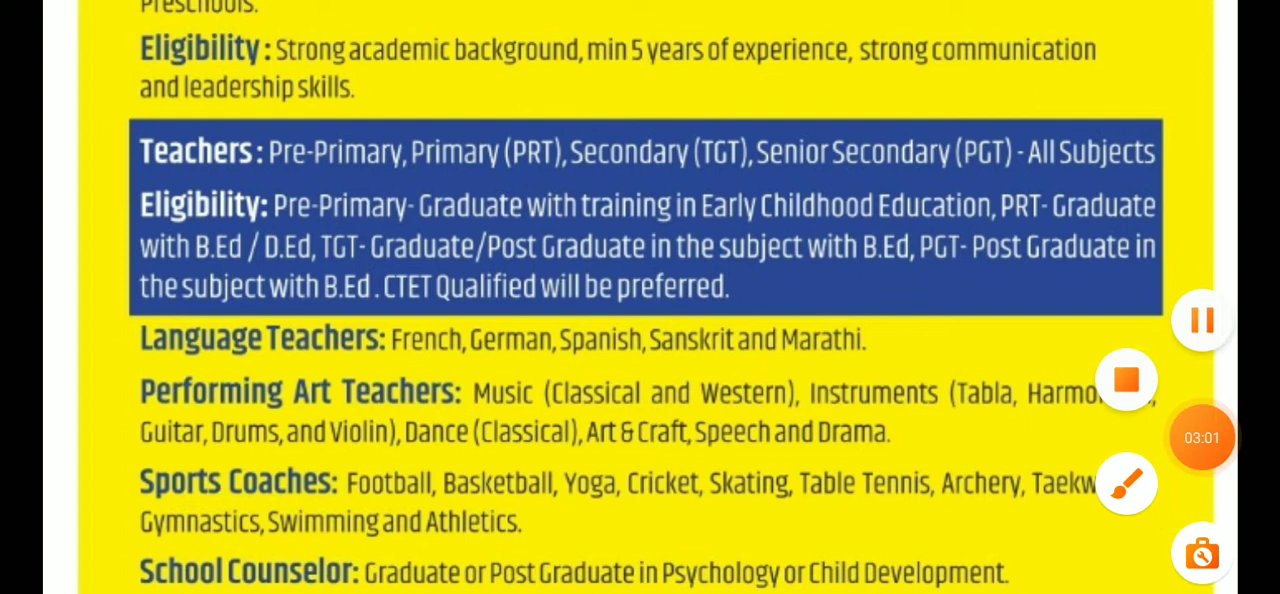 Preschools.
Eligibility : Strong academic background, min 5 years of experience, strong communication
and leadership skills.
Teachers : Pre-Primary, Primary (PRT), Secondary (TGT), Senior Secondary (PGT) - All Subjects
Eligibility: Pre-Primary- Graduate with training in Early Childhood Education, PRT- Graduate
with B.Ed / D.Ed, TGT- Graduate/Post Graduate in the subject with B.Ed, PGT- Post Graduate in
the subject with B.Ed . CTET Qualified will be preferred.
Language Teachers: French, German, Spanish, Sanskrit and Marathi.
Performing Art Teachers: Music (Classical and Western), Instruments (Tabla,
Guitar, Drums, and Violin), Dance (Classical), Art & Craft, Speech and Drama.
Sports Coaches: Football, Basketball, Yoga, Cricket, Skating, Table Tennis, Archery,
Gymnastics, Swimming and Athletics.
School Counselor: Graduate or Post Graduate in Psychology or Child Development.
03:01